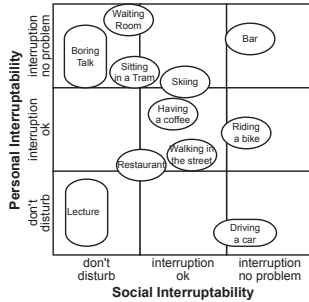 Personal Interruptability
interruption
no problem
interruption
ok
don't
disturb
Waiting
Room
Bar
Boring
Talk
Sitting
in a Tram
Skiing
Having
a coffee
Riding
a bike
Walking in
the street
Restaurant
Lecture
Driving
a car
don't
disturb
interruption
ok
interruption
no problem
Social Interruptability